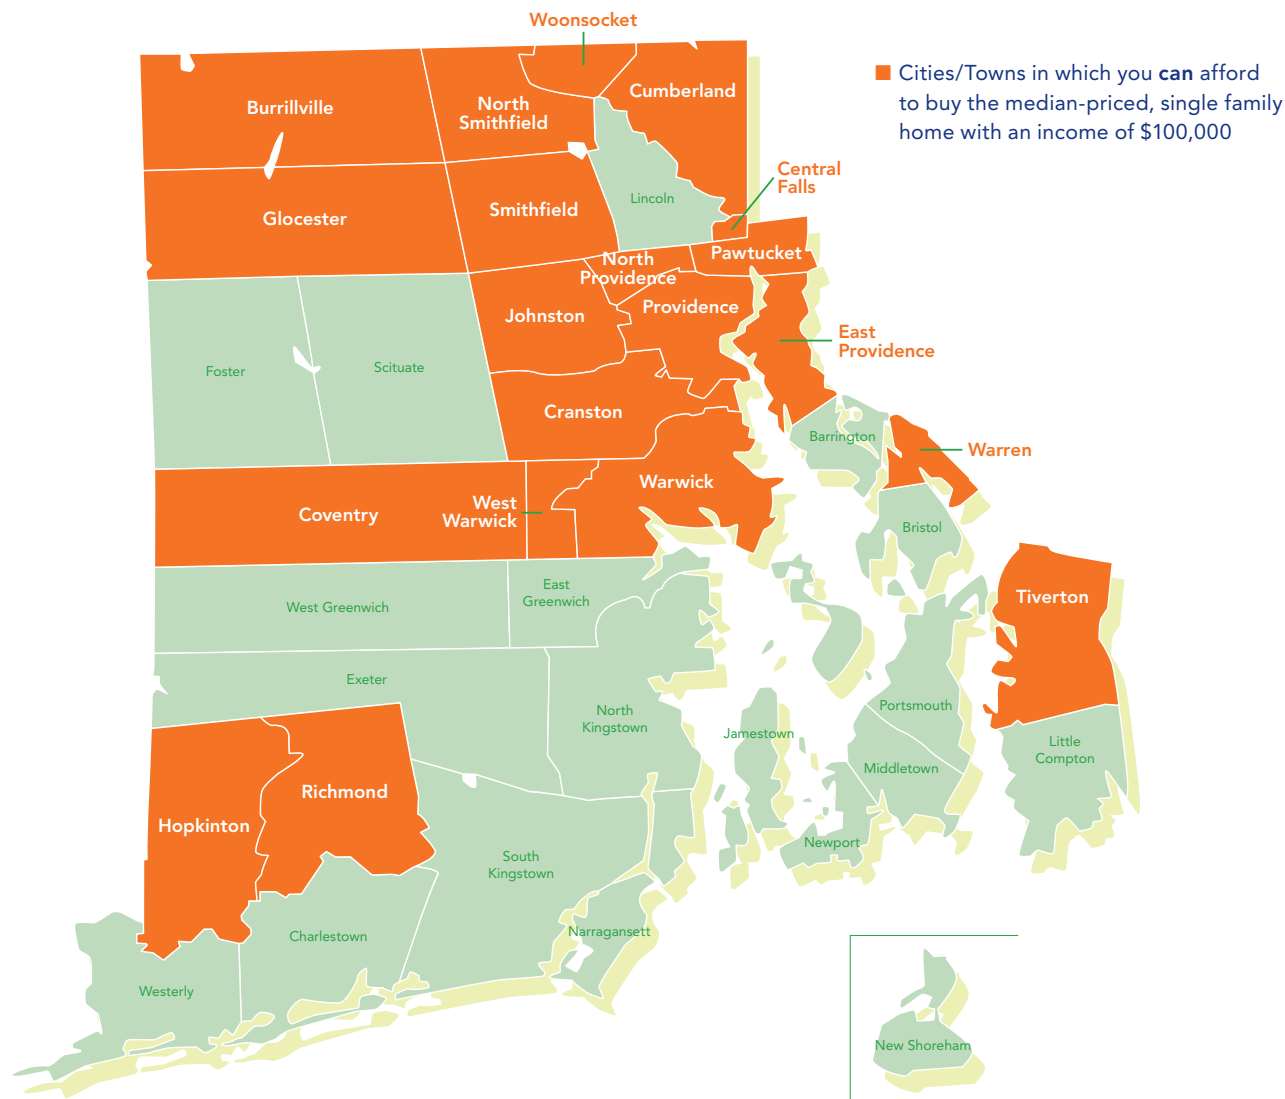 Woonsocket
Cities/Towns in which you can afford
to buy the median-priced, single family
home with an income of $100,000
Burrillville
North
Smithfield
Cumberland
Central
Falls
Lincoln
Glocester
Smithfield
North
Providence
Pawtucket
Johnston
Providence
East
Providence
Foster
Scituate
Cranston
Barrington
Warren
Coventry
West
Warwick
Warwick
Bristol
West Greenwich
East
Greenwich
Tiverton
Exeter
North
Kingstown
Jamestown
Portsmouth
Middletown
Little
Compton
Richmond
Hopkinton
South
Kingstown
Newport
Charlestown
Narragansett
Westerly
New Shoreham